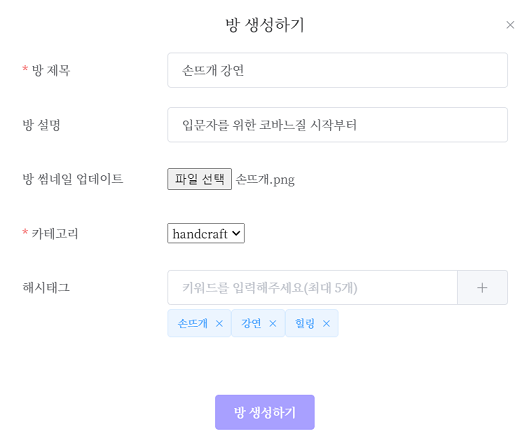 방 생성하기
* 방 제목
손뜨개 강연
방 설명
입문자를 위한 코바느질 시작부터
방 썸네일 업데이트
파일 선택 손뜨개.png
* 카테고리
handcraft
해시태그
키워드를 입력해주세요(최대 5개)
손뜨개 × 강연 × 힐링 ×
방 생성하기